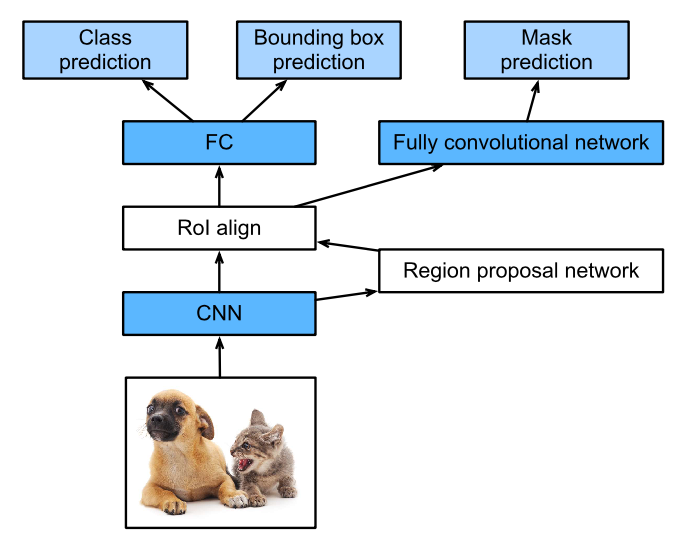 Class
prediction
Bounding box
prediction
Mask
prediction
FC
Fully convolutional network
RoI align
Region proposal network
CNN